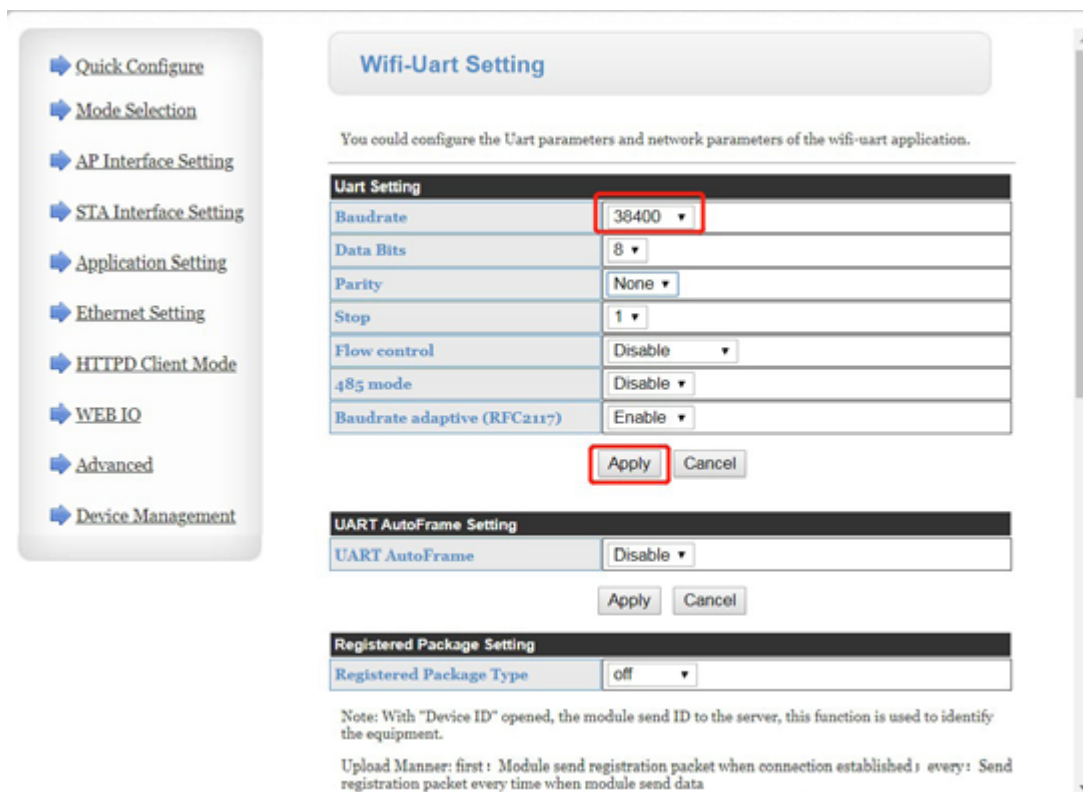 Quick Configure
Mode Selection
AP Interface Setting
STA Interface Setting
Application Setting
Ethernet Setting
HTTPD Client Mode
WEB IO
Advanced
Device Management
Wifi-Uart Setting
You could configure the Uart parameters and network parameters of the wifi-uart application.
Uart Setting
Baudrate 38400
Data Bits 8
Parity None
Stop 1
Flow control Disable
485 mode Disable
Baudrate adaptive (RFC2117) Enable
Apply Cancel
UART AutoFrame Setting
UART AutoFrame Disable
Apply Cancel
Registered Package Setting
Registered Package Type off
Note: With "Device ID" opened, the module send ID to the server, this function is used to identify
the equipment.
Upload Manner: first: Module send registration packet when connection established; every: Send
registration packet every time when module send data